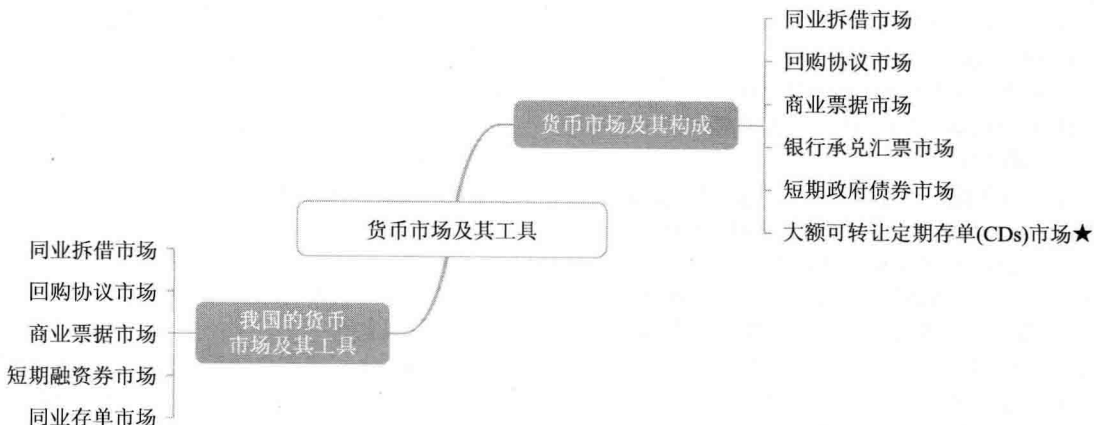 同业拆借市场
回购协议市场
商业票据市场
货币市场及其构成
银行承兑汇票市场
短期政府债券市场
大额可转让定期存单(CDs)市场★
货币市场及其工具
同业拆借市场
回购协议市场
商业票据市场
我国的货币
市场及其工具
短期融资券市场
同业存单市场